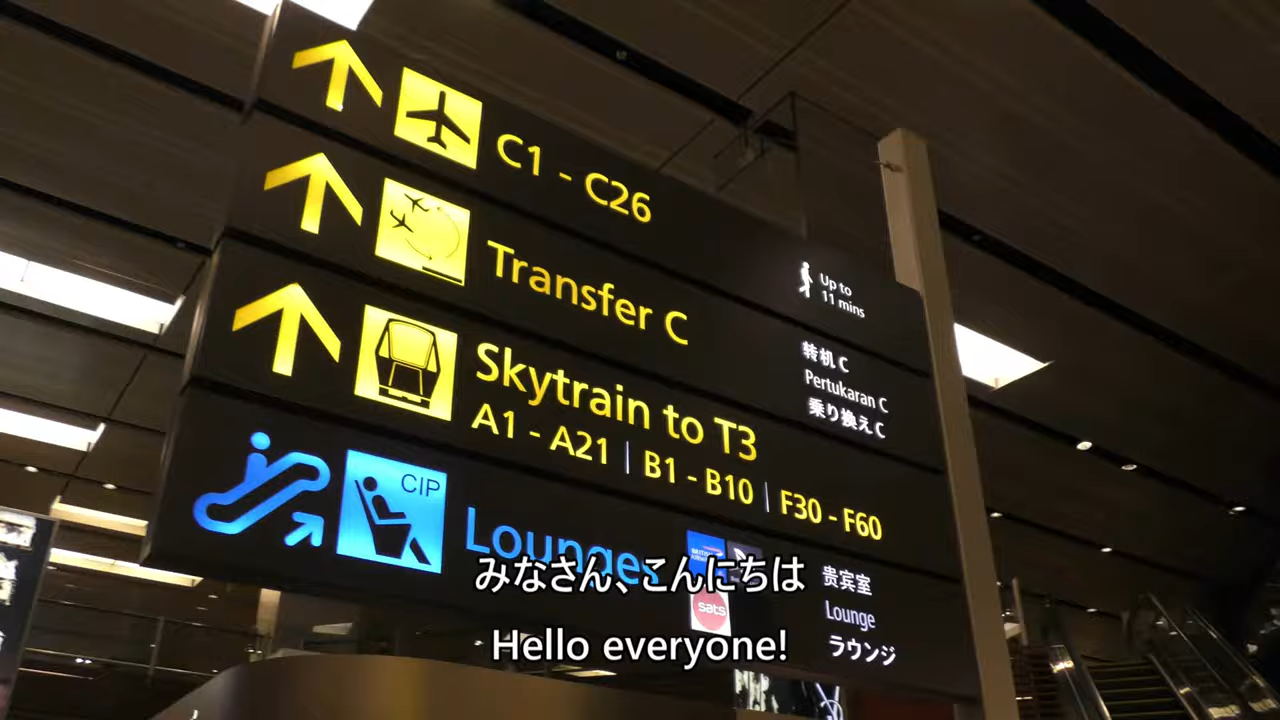 C1 - C26
Up to
11 mins
Transfer C
转机 C
Pertukaran C
乗り換え C
Skytrain to T3
A1 - A21 | B1 - B10 | F30 - F60
CIP
Lounges
sats
贵宾室
Lounge
ラウンジ
みなさん、こんにちは
Hello everyone!